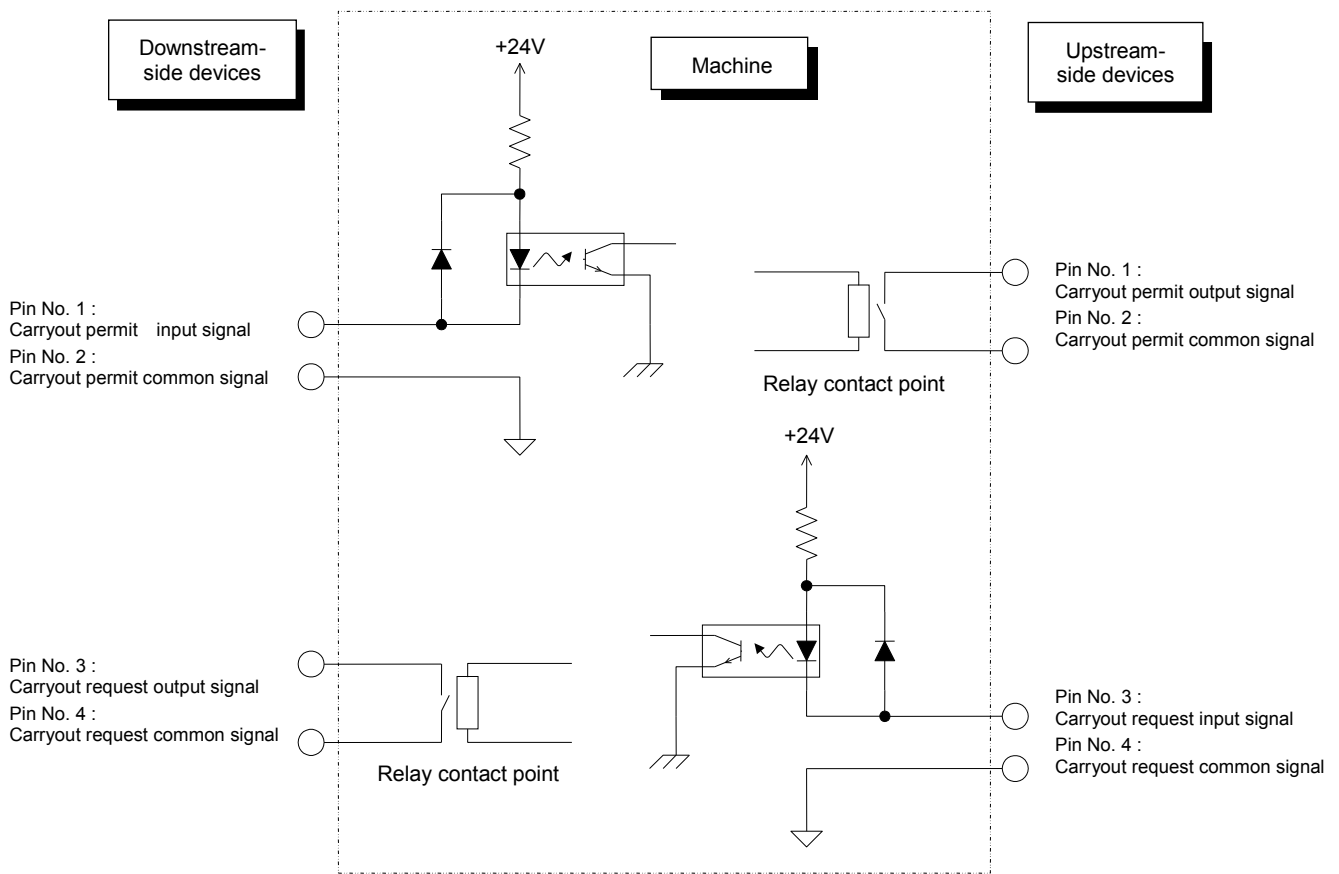 Downstream-
side devices
+24V
Machine
Upstream-
side devices
Pin No. 1 :
Carryout permit input signal
Pin No. 2 :
Carryout permit common signal
Pin No. 1 :
Carryout permit output signal
Pin No. 2 :
Carryout permit common signal
Relay contact point
+24V
Pin No. 3 :
Carryout request output signal
Pin No. 4 :
Carryout request common signal
Relay contact point
Pin No. 3 :
Carryout request input signal
Pin No. 4 :
Carryout request common signal